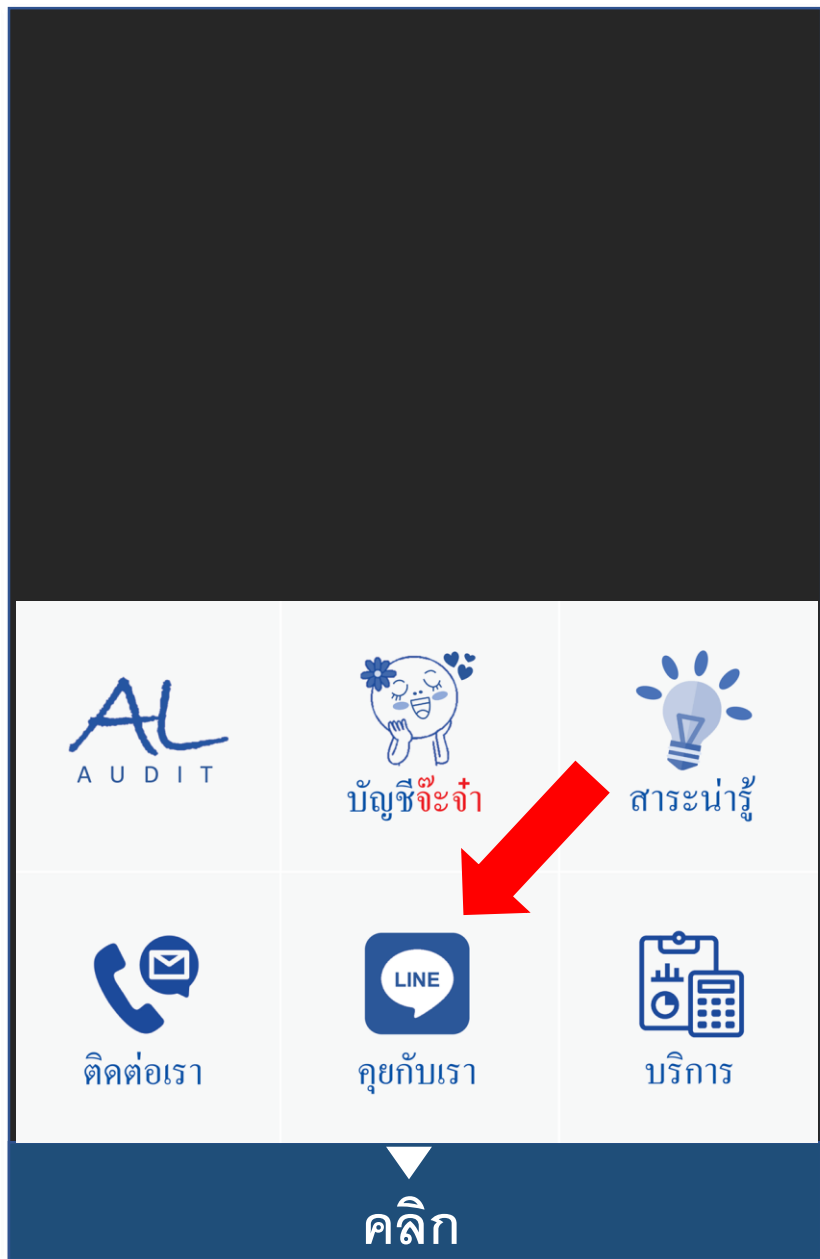 AL
AUDIT
บัญชีจ๊ะจ๋า
สาระน่ารู้
ติดต่อเรา
LINE
คุยกับเรา
บริการ
คลิก